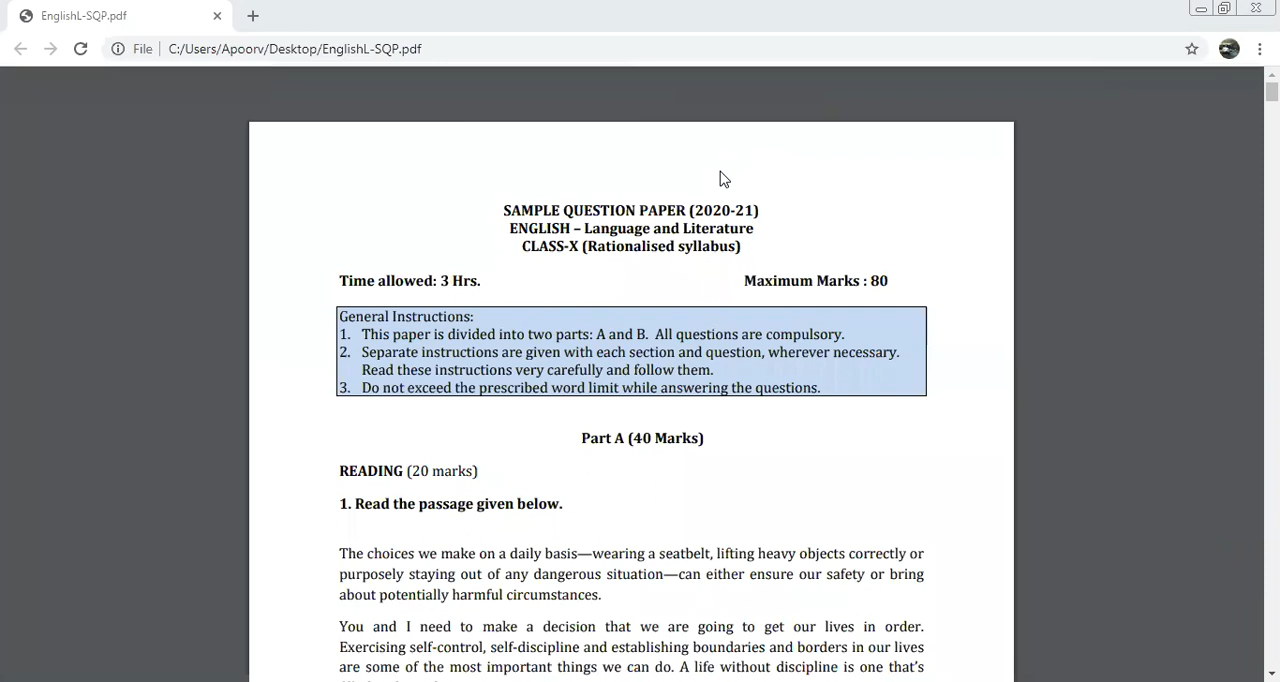 EnglishL-SQP.pdf
File
C:/Users/Apoorv/Desktop/EnglishL-SQP.pdf
SAMPLE QUESTION PAPER (2020-21)
ENGLISH – Language and Literature
CLASS-X (Rationalised syllabus)
Time allowed: 3 Hrs. Maximum Marks : 80
General Instructions:
1. This paper is divided into two parts: A and B. All questions are compulsory.
2. Separate instructions are given with each section and question, wherever necessary.
Read these instructions very carefully and follow them.
3. Do not exceed the prescribed word limit while answering the questions.
Part A (40 Marks)
READING (20 marks)
1. Read the passage given below.
The choices we make on a daily basis—wearing a seatbelt, lifting heavy objects correctly or
purposely staying out of any dangerous situation—can either ensure our safety or bring
about potentially harmful circumstances.
You and I need to make a decision that we are going to get our lives in order.
Exercising self-control, self-discipline and establishing boundaries and borders in our lives
are some of the most important things we can do. A life without discipline is one that's